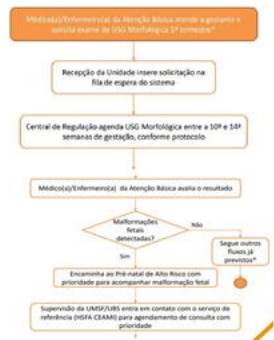 Médico(a)/Enfermeiro(a) da Atenção Básica atende a gestante e
solicita exame de USG Morfológica 1º trimestre*
Recepção da Unidade insere solicitação na
fila de espera do sistema
Central de Regulação agenda USG Morfológica entre a 10ª e 14ª
semanas de gestação, conforme protocolo
Médico(a)/Enfermeiro(a) da Atenção Básica avalia o resultado
Malformações
fetais
detectadas?
Não
Segue outros
fluxos já
previstos*
Sim
Encaminha ao Pré-natal de Alto Risco com
prioridade para acompanhar malformação fetal
Supervisão da UMSF/UBS entra em contato com o serviço de
referência (HSFA CEAMI) para agendamento de consulta com
prioridade